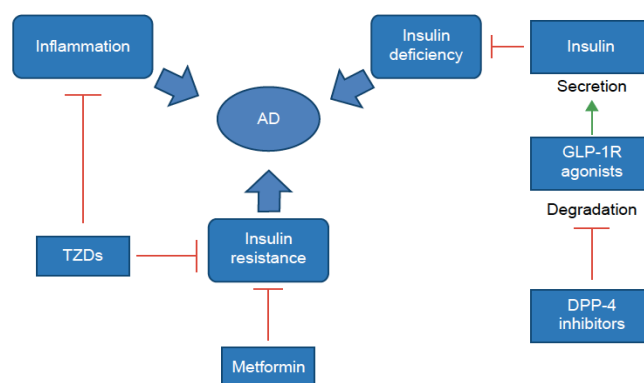 Inflammation
Insulin
deficiency
Insulin
Secretion
AD
GLP-1R
agonists
Degradation
TZDs
Insulin
resistance
DPP-4
inhibitors
Metformin